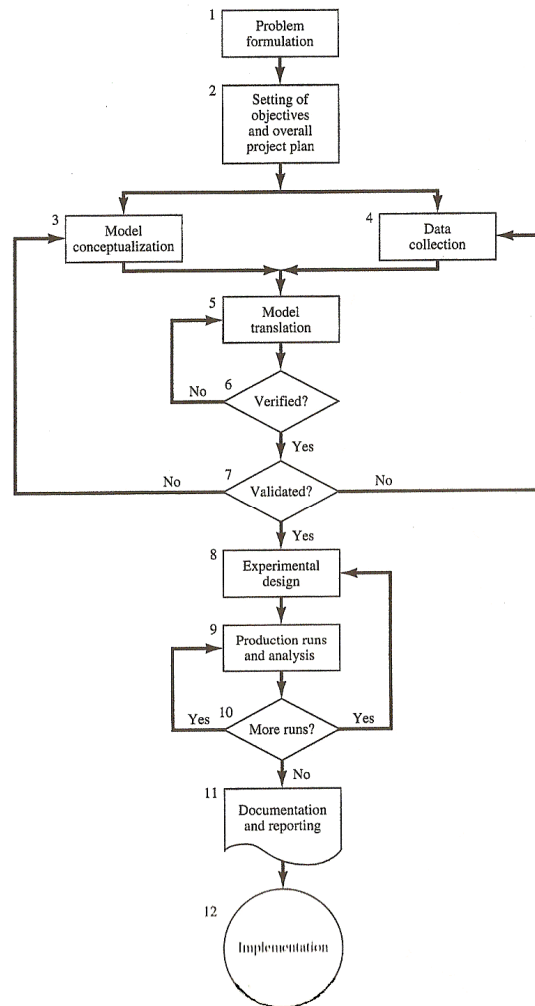 1
Problem
formulation
2
Setting of
objectives
and overall
project plan
3
Model
conceptualization
4
Data
collection
5
Model
translation
6
Verified?
No
Yes
7
Validated?
No
No
Yes
8
Experimental
design
9
Production runs
and analysis
10
More runs?
Yes
Yes
No
11
Documentation
and reporting
12
Implementation